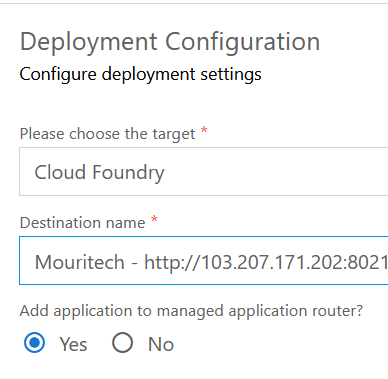 Deployment Configuration
Configure deployment settings
Please choose the target *
Cloud Foundry
Destination name *
Mouritech - http://103.207.171.202:8021
Add application to managed application router?
Yes No